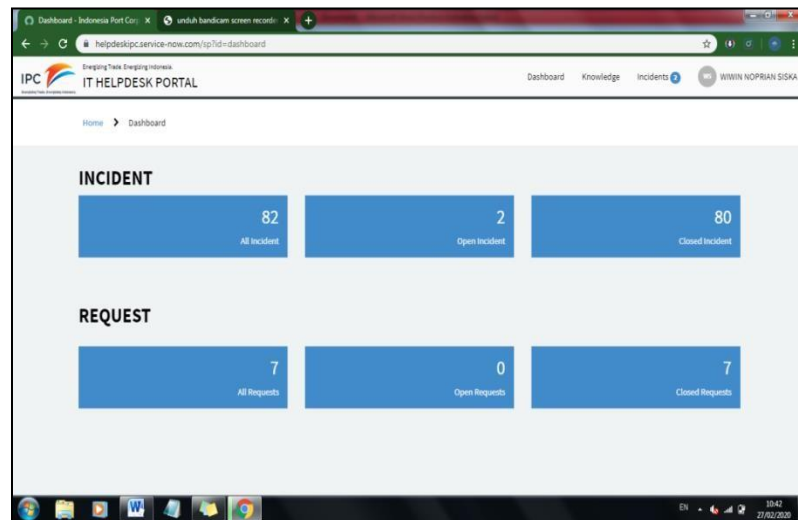 Dashboard - Indonesia Port Corp
unduh bandicam screen recorder
helpdeskipc.service-now.com/sp?id=dashboard
IPC
Energizing Trade. Energizing Indonesia.
IT HELPDESK PORTAL
Dashboard Knowledge Incidents 2 WS WIWIN NOPRIAN SISKA
Home > Dashboard
INCIDENT
82
All Incident
2
Open Incident
80
Closed Incident
REQUEST
7
All Requests
0
Open Requests
7
Closed Requests
EN
10:42
27/02/2020